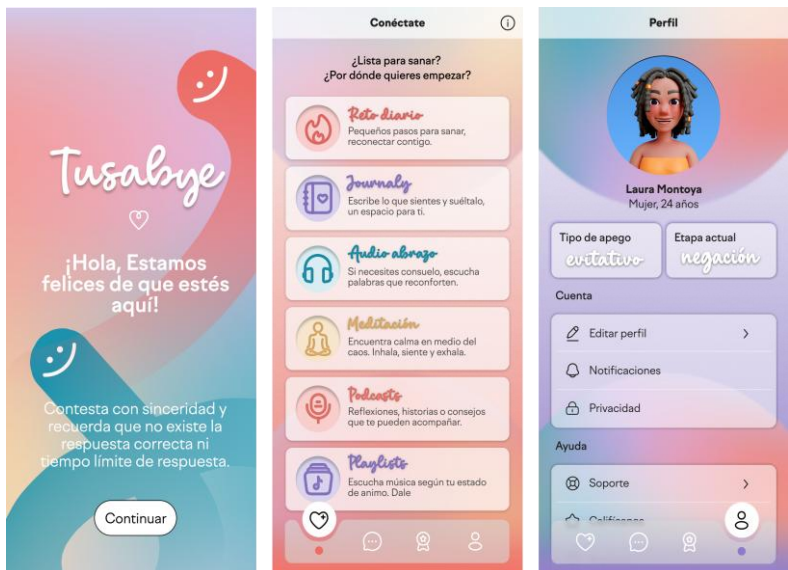 Tusabye
¡Hola, Estamos
felices de que estés
aquí!
Contesta con sinceridad y
recuerda que no existe la
respuesta correcta ni
tiempo límite de respuesta.
Continuar
Conéctate
¿Lista para sanar?
¿Por dónde quieres empezar?
Reto diario
Pequeños pasos para sanar,
reconectar contigo.
Journaly
Escribe lo que sientes y suéltalo,
un espacio para ti.
Audio abrazo
Si necesites consuelo, escucha
palabras que reconforten.
Meditación
Encuentra calma en medio del
caos. Inhala, siente y exhala.
Podcasts
Reflexiones, historias o consejos
que te pueden acompañar.
Playlists
Escucha música según tu estado
de animo. Dale
Perfil
Laura
Montoya
Mujer, 24 años
Tipo de apego
evitativo
Etapa actual
negación
Cuenta
Editar perfil
Notificaciones
Privacidad
Ayuda
Soporte